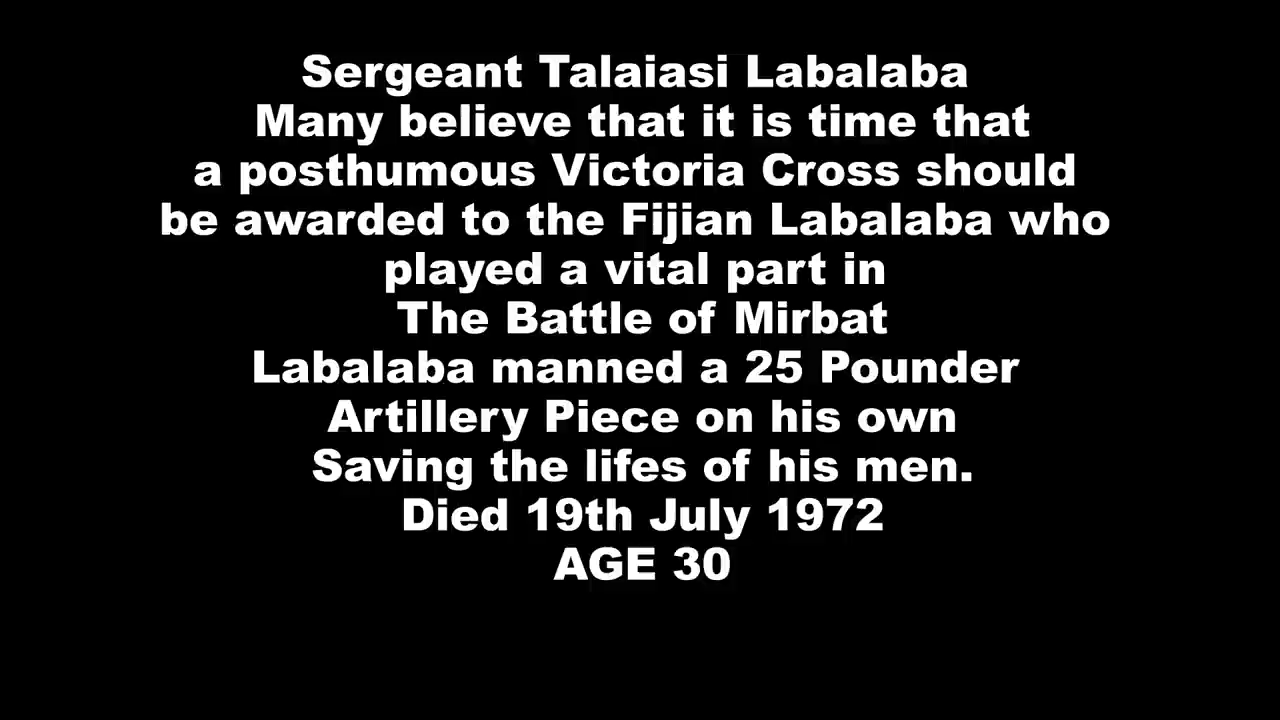 Sergeant Talaiasi Labalaba
Many believe that it is time that
a posthumous Victoria Cross should
be awarded to the Fijian Labalaba who
played a vital part in
The Battle of Mirbat
Labalaba manned a 25 Pounder
Artillery Piece on his own
Saving the lifes of his men.
Died 19th July 1972
AGE 30